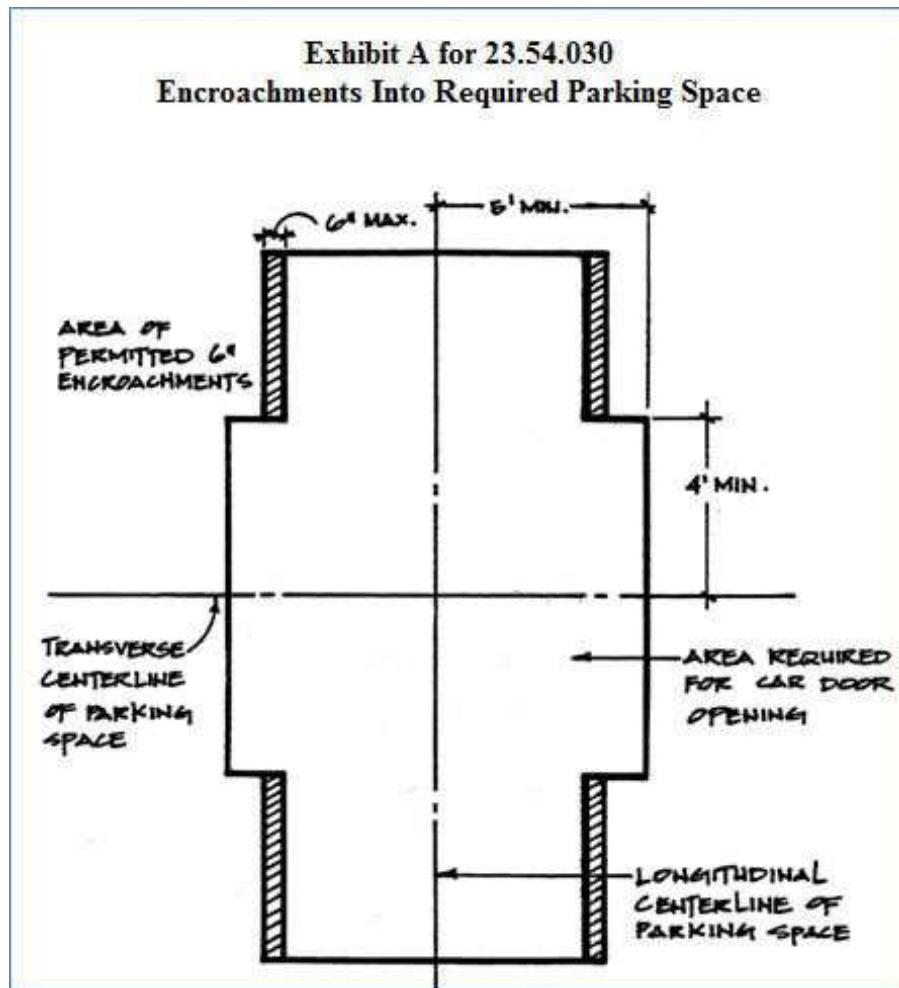 Exhibit A for 23.54.030
Encroachments Into Required Parking Space
6" MAX.
5' MIN.
AREA OF
PERMITTED 6"
ENCROACHMENTS
4' MIN.
TRANSVERSE
CENTERLINE
OF PARKING
SPACE
AREA REQUIRED
FOR CAR DOOR
OPENING
LONGITUDINAL
CENTERLINE OF
PARKING SPACE